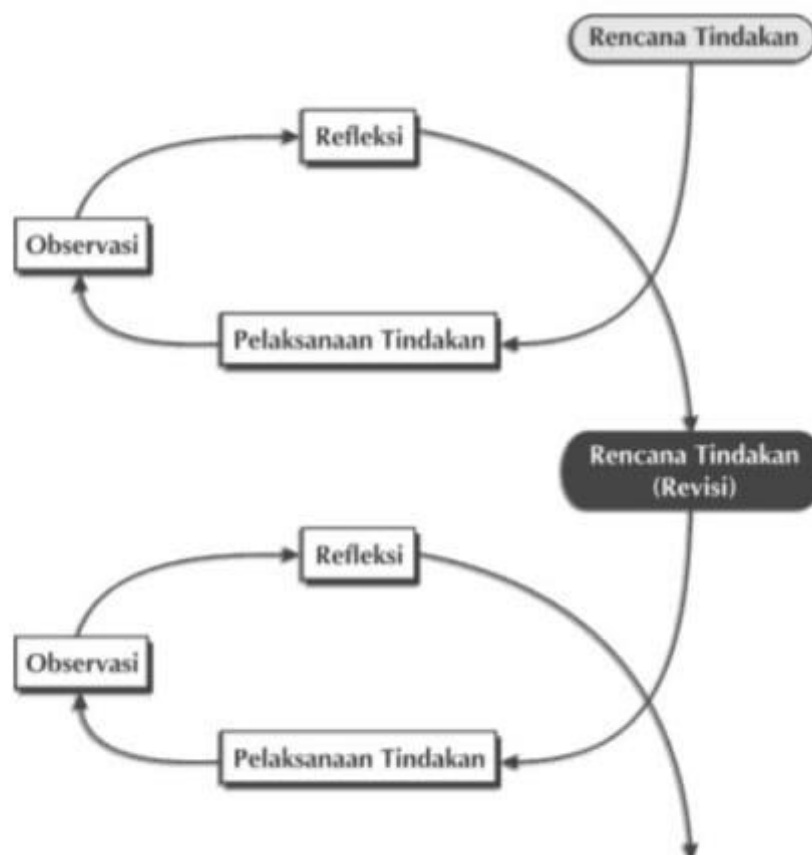 Rencana Tindakan
Refleksi
Observasi
Pelaksanaan Tindakan
Rencana Tindakan
(Revisi)
Refleksi
Observasi
Pelaksanaan Tindakan